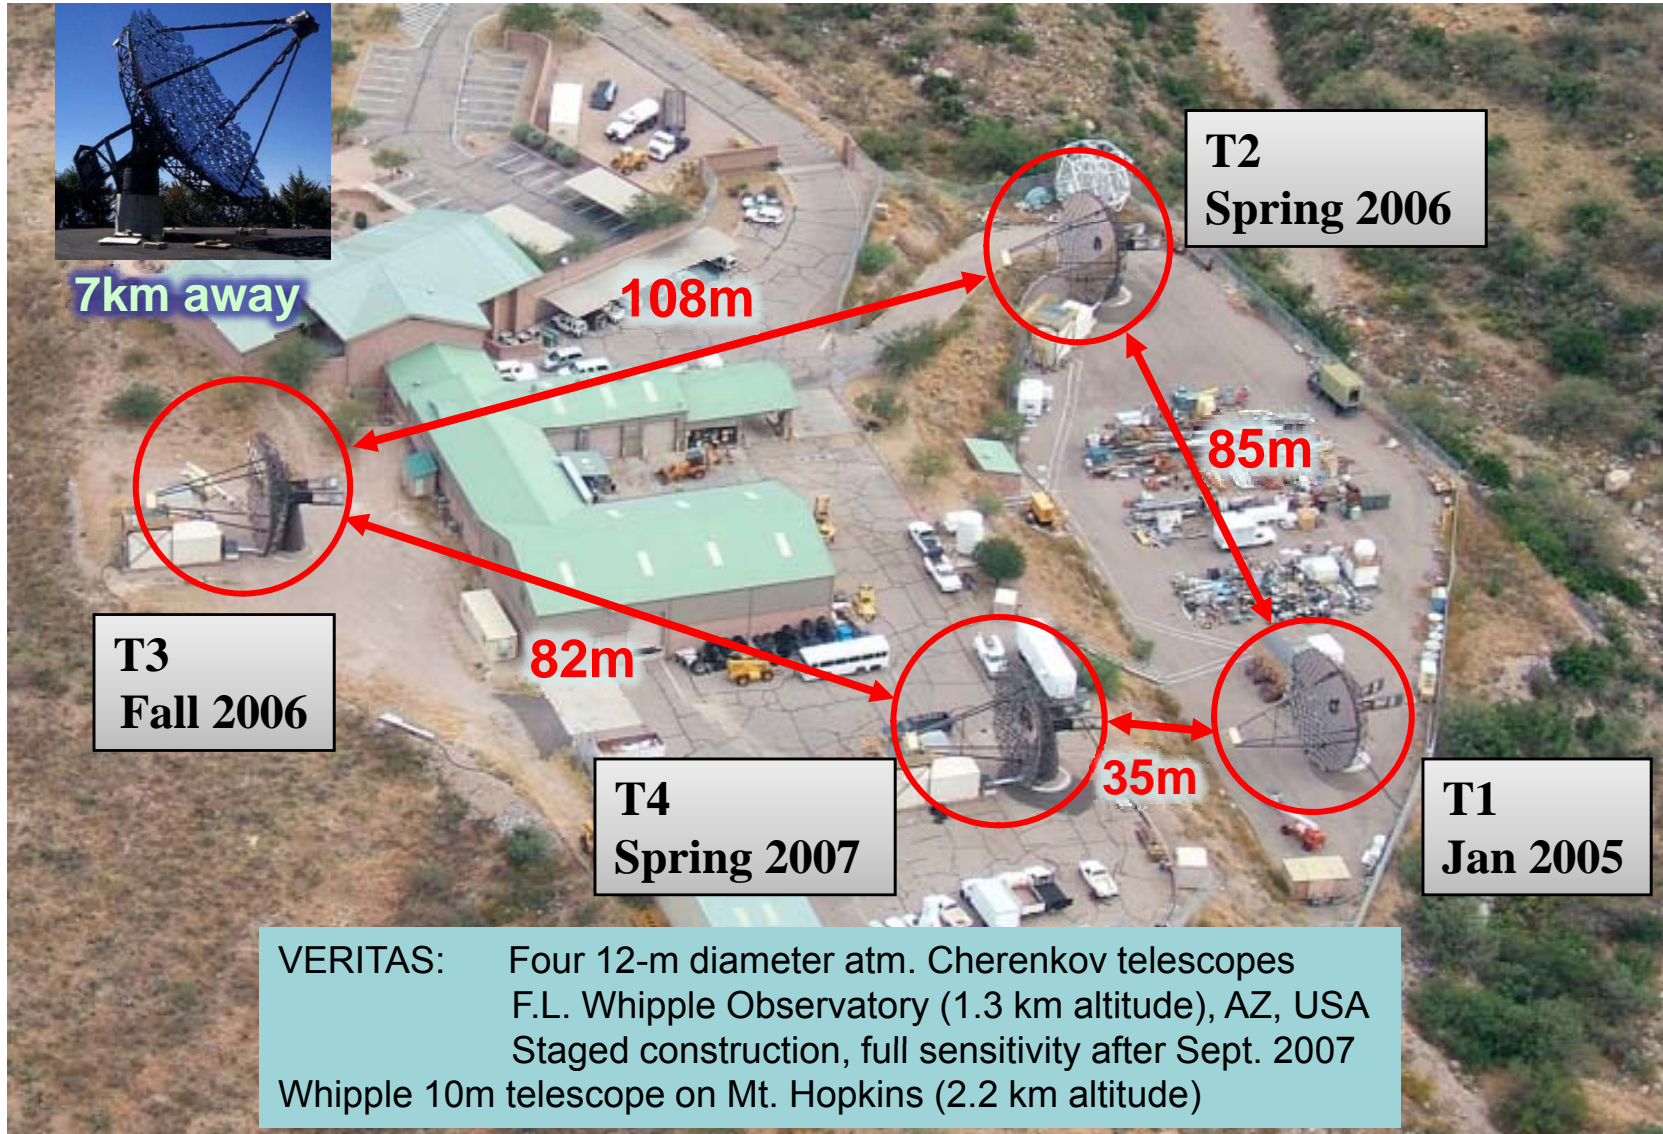 7km away
T2
Spring 2006
108m
85m
T3
Fall 2006
82m
T4
Spring 2007
35m
T1
Jan 2005
VERITAS: Four 12-m diameter atm. Cherenkov telescopes
F.L. Whipple Observatory (1.3 km altitude), AZ, USA
Staged construction, full sensitivity after Sept. 2007
Whipple 10m telescope on Mt. Hopkins (2.2 km altitude)